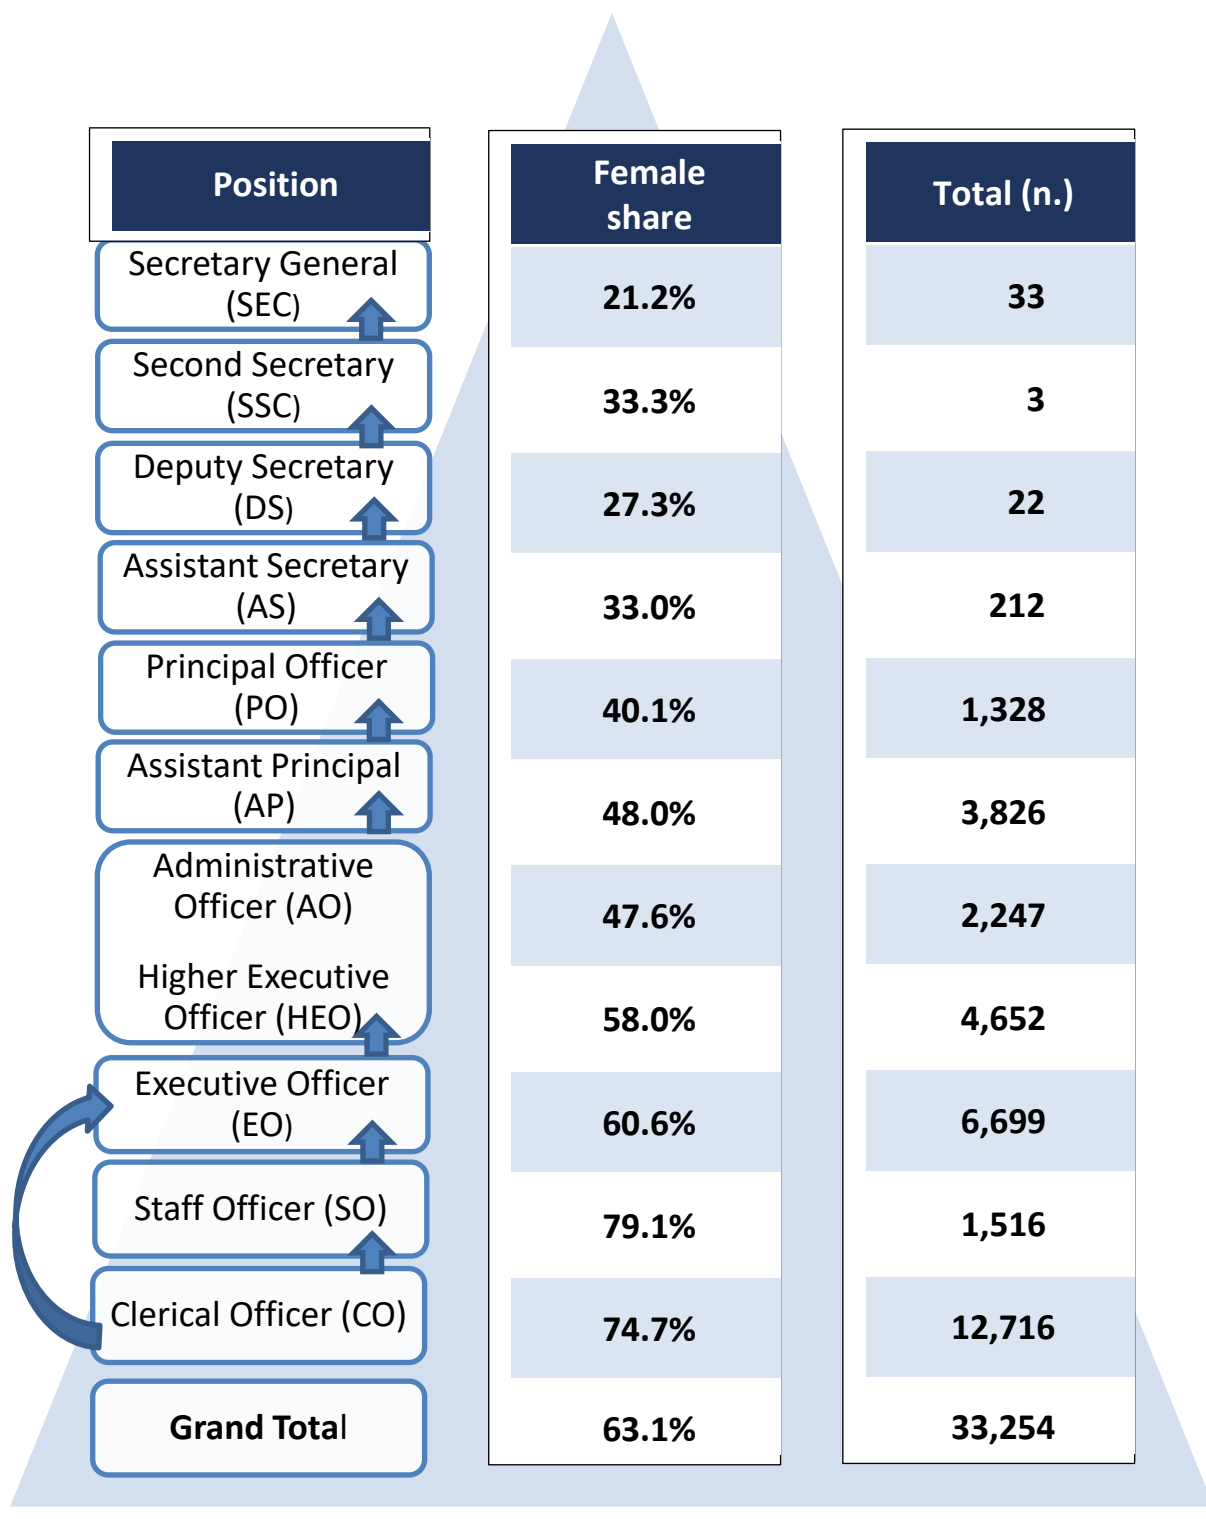 Position
Female
share
Total (n.)
Secretary General
(SEC)
21.2%
33
Second Secretary
(SSC)
33.3%
3
Deputy Secretary
(DS)
27.3%
22
Assistant Secretary
(AS)
33.0%
212
Principal Officer
(PO)
40.1%
1,328
Assistant Principal
(AP)
48.0%
3,826
Administrative
Officer (AO)
47.6%
2,247
Higher Executive
Officer (HEO)
58.0%
4,652
Executive Officer
(EO)
60.6%
6,699
Staff Officer (SO)
79.1%
1,516
Clerical Officer (CO)
74.7%
12,716
Grand Total
63.1%
33,254